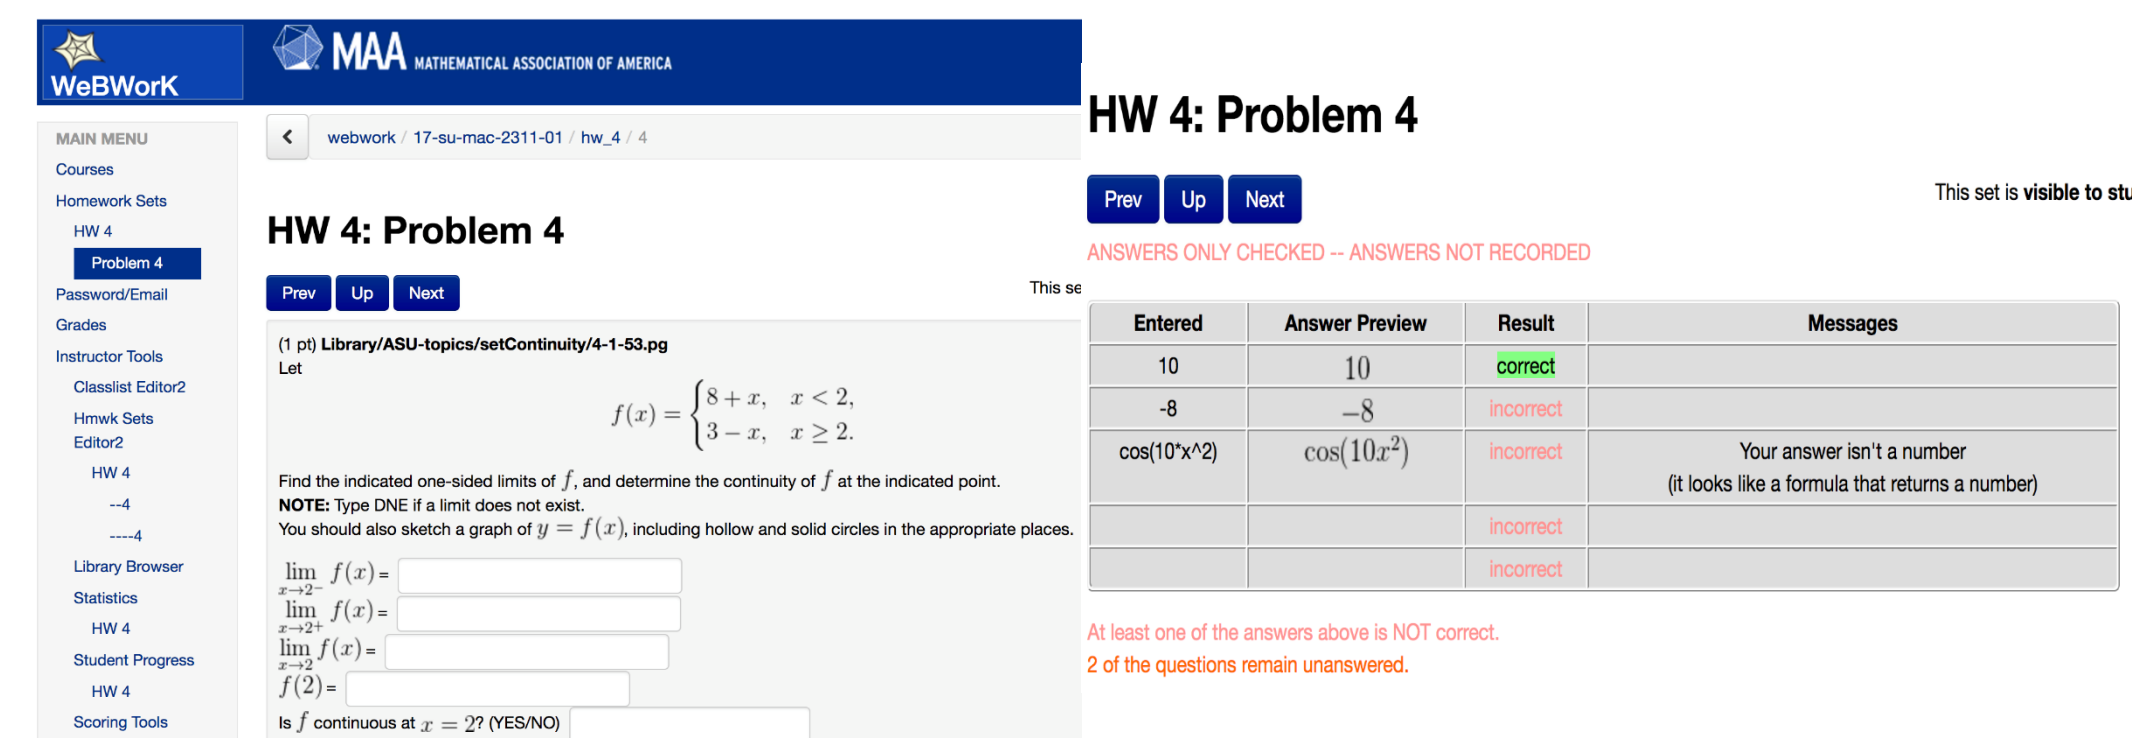 WeBWorK
MAA MATHEMATICAL ASSOCIATION OF AMERICA
MAIN MENU
Courses
Homework Sets
HW 4
Problem 4
Password/Email
Grades
Instructor Tools
Classlist Editor2
Hmwk Sets
Editor2
HW 4
--4
----4
Library Browser
Statistics
HW 4
Student Progress
HW 4
Scoring Tools
webwork / 17-su-mac-2311-01 / hw_4 / 4
HW 4: Problem 4
Prev Up Next
This se
(1 pt) Library/ASU-topics/setContinuity/4-1-53.pg
Let
f(x) = { 8 + x, x < 2,
3 − x, x ≥ 2.
Find the indicated one-sided limits of f, and determine the continuity of f at the indicated point.
NOTE: Type DNE if a limit does not exist.
You should also sketch a graph of y = f(x), including hollow and solid circles in the appropriate places.
lim x→2− f(x) =
lim x→2+ f(x) =
lim x→2 f(x) =
f(2) =
Is f continuous at x = 2? (YES/NO)
HW 4: Problem 4
Prev Up Next
This set is visible to stu
ANSWERS ONLY CHECKED -- ANSWERS NOT RECORDED
Entered Answer Preview Result Messages
10 10 correct
-8 −8 incorrect
cos(10*x^2) cos(10x²) incorrect Your answer isn't a number
(it looks like a formula that returns a number)
incorrect
incorrect
At least one of the answers above is NOT correct.
2 of the questions remain unanswered.